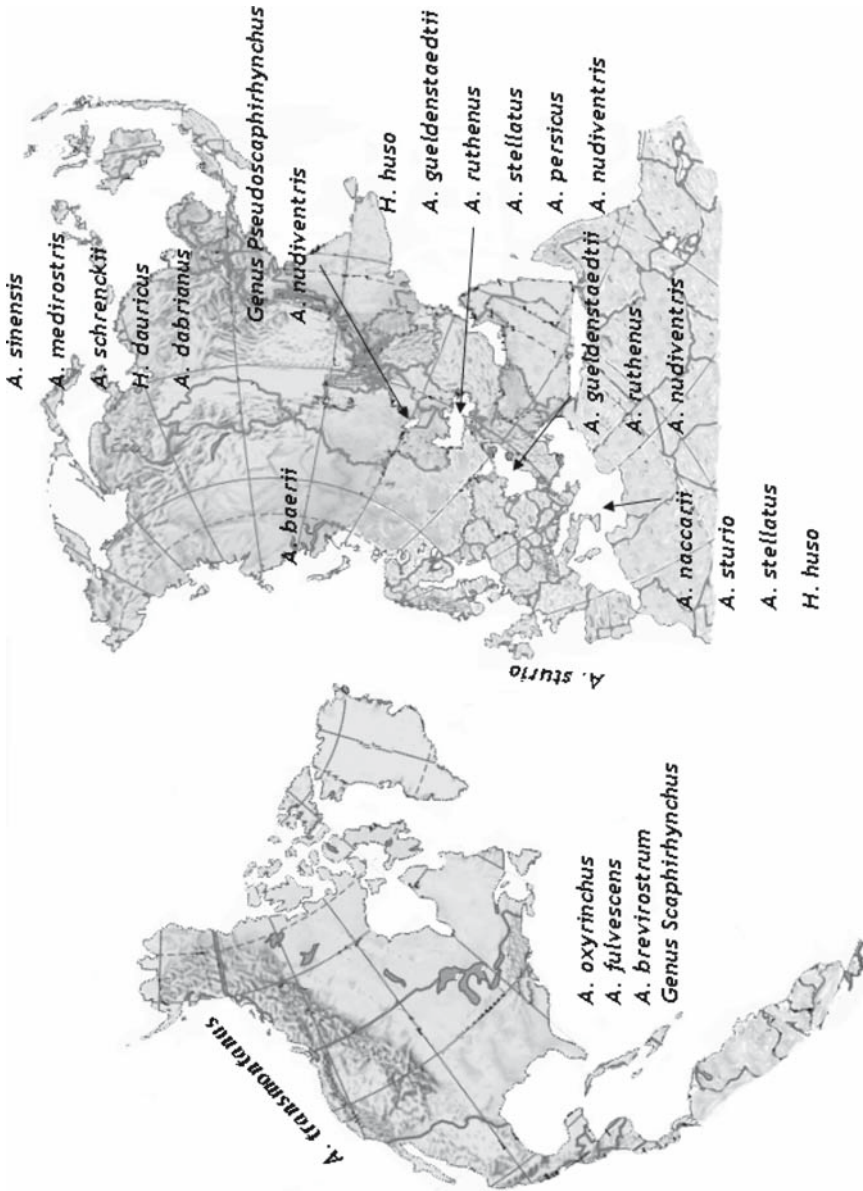 A. transmontanus
A. oxyrinchus
A. fulvescens
A. brevirostrum
Genus Scaphirhynchus
A. sturio
A. baerii
A. sinensis
A. medirostris
A. schrenckii
H. dauricus
A. dabrianus
Genus Pseudoscaphirhynchus
A. nudiventris
H. huso
A. gueldenstaedtii
A. ruthenus
A. stellatus
A. persicus
A. nudiventris
A. gueldenstaedtii
A. ruthenus
A. nudiventris
A. naccarii
A. sturio
A. stellatus
H. huso